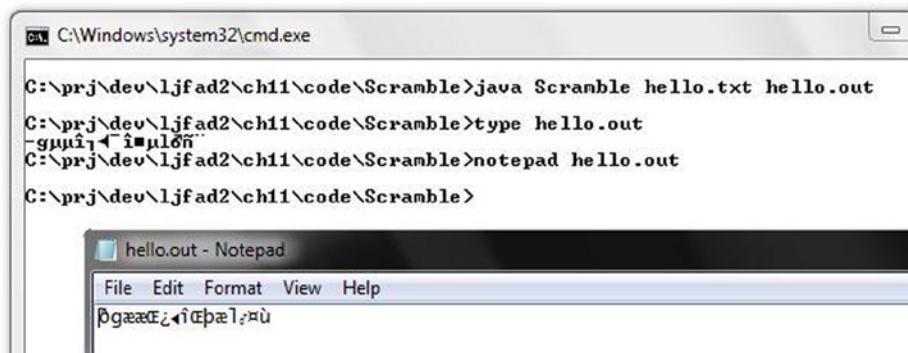 C:\Windows\system32\cmd.exe
C:\prj\dev\ljfad2\ch11\code\Scramble>java Scramble hello.txt hello.out
C:\prj\dev\ljfad2\ch11\code\Scramble>type hello.out
C:\prj\dev\ljfad2\ch11\code\Scramble>notepad hello.out
C:\prj\dev\ljfad2\ch11\code\Scramble>
hello.out - Notepad
File Edit Format View Help